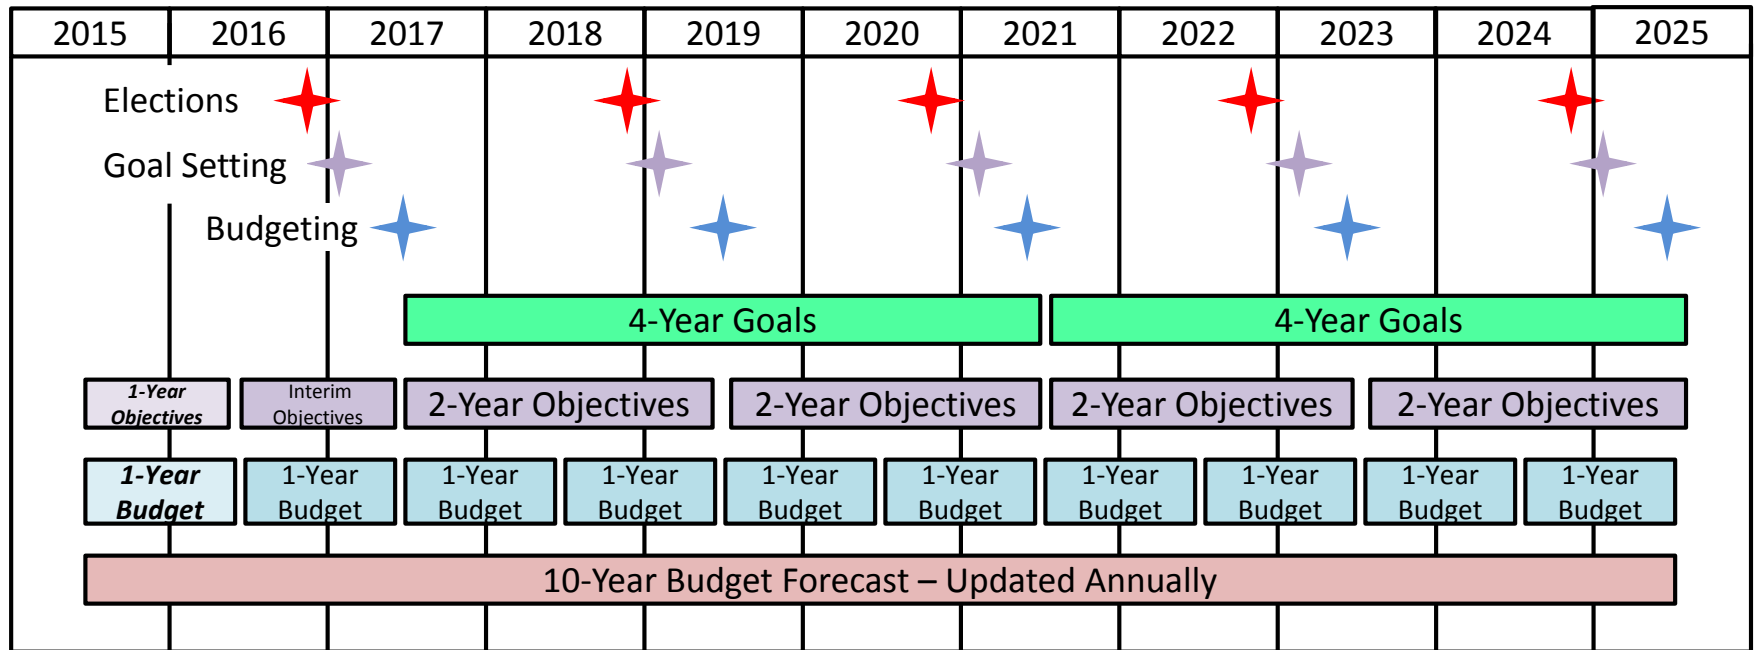 2015 2016 2017 2018 2019 2020 2021 2022 2023 2024 2025
Elections
Goal Setting
Budgeting
4-Year Goals 4-Year Goals
1-Year
Objectives
Interim
Objectives
2-Year Objectives 2-Year Objectives 2-Year Objectives 2-Year Objectives
1-Year
Budget
1-Year
Budget
1-Year
Budget
1-Year
Budget
1-Year
Budget
1-Year
Budget
1-Year
Budget
1-Year
Budget
1-Year
Budget
1-Year
Budget
10-Year Budget Forecast – Updated Annually